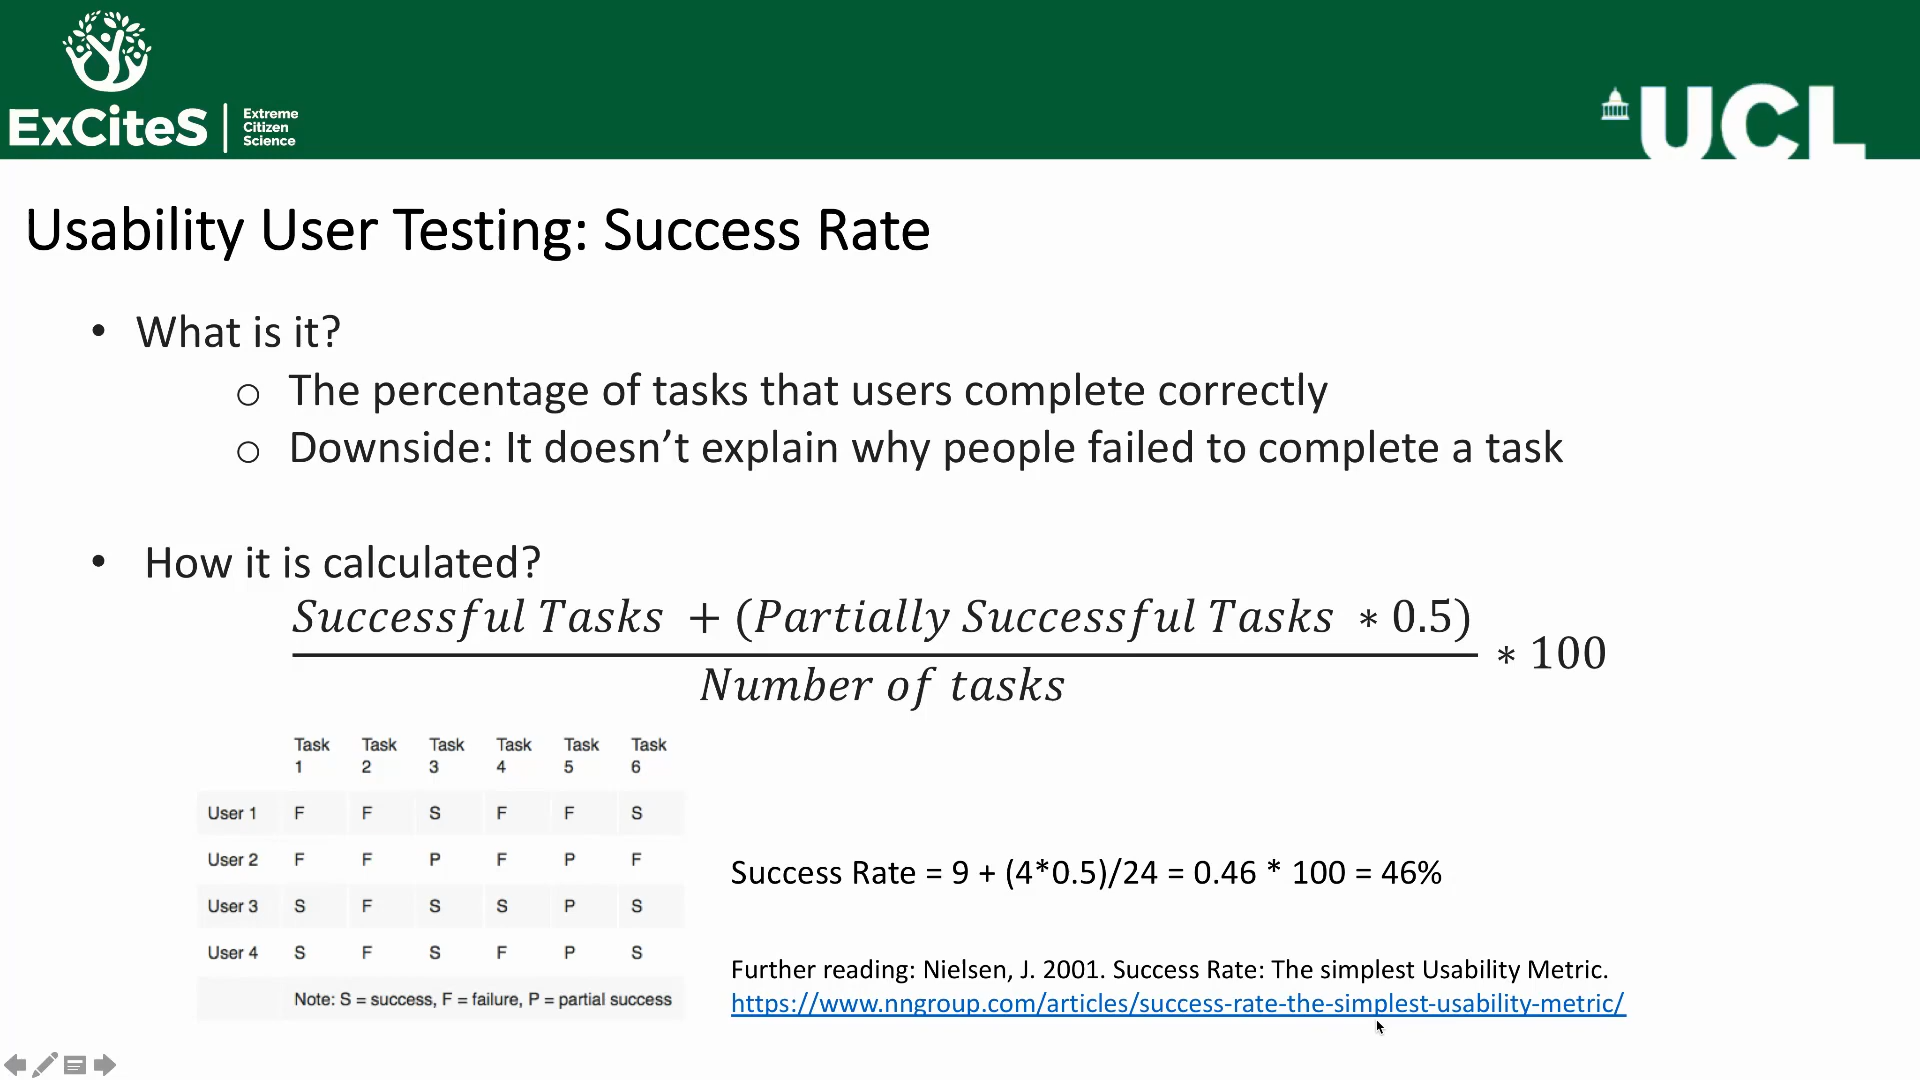 ExCiteS
Extreme
Citizen
Science
UCL
Usability User Testing: Success Rate
• What is it?
o The percentage of tasks that users complete correctly
o Downside: It doesn’t explain why people failed to complete a task
• How it is calculated?
Successful Tasks + (Partially Successful Tasks * 0.5)
* 100
Number of tasks
Task 1 Task 2 Task 3 Task 4 Task 5 Task 6
User 1 F F S F F S
User 2 F F P F P F
User 3 S F S S P S
User 4 S F S F P S
Note: S = success, F = failure, P = partial success
Success Rate = 9 + (4*0.5)/24 = 0.46 * 100 = 46%
Further reading: Nielsen, J. 2001. Success Rate: The simplest Usability Metric.
https://www.nngroup.com/articles/success-rate-the-simplest-usability-metric/